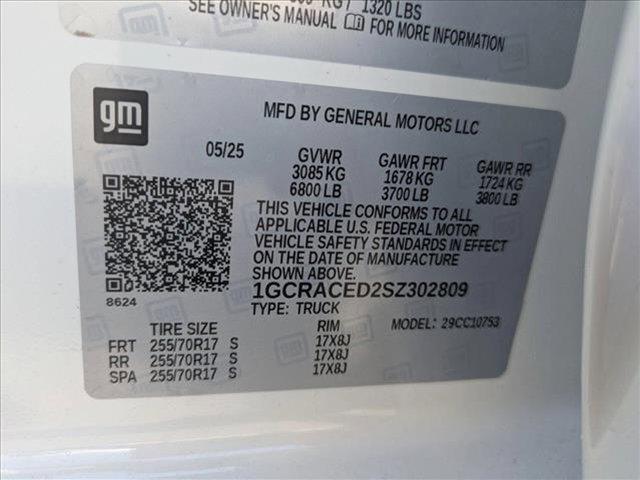 KG / 1320 LBS
SEE OWNER'S MANUAL FOR MORE INFORMATION
gm
MFD BY GENERAL MOTORS LLC
05/25 GVWR GAWR FRT GAWR RR
3085 KG 1678 KG 1724 KG
6800 LB 3700 LB 3800 LB
THIS VEHICLE CONFORMS TO ALL
APPLICABLE U.S. FEDERAL MOTOR
VEHICLE SAFETY STANDARDS IN EFFECT
ON THE DATE OF MANUFACTURE
SHOWN ABOVE.
8624
1GCRACED2SZ302809
TYPE: TRUCK MODEL: 29CC10753
TIRE SIZE RIM
FRT 255/70R17 S 17X8J
RR 255/70R17 S 17X8J
SPA 255/70R17 S 17X8J